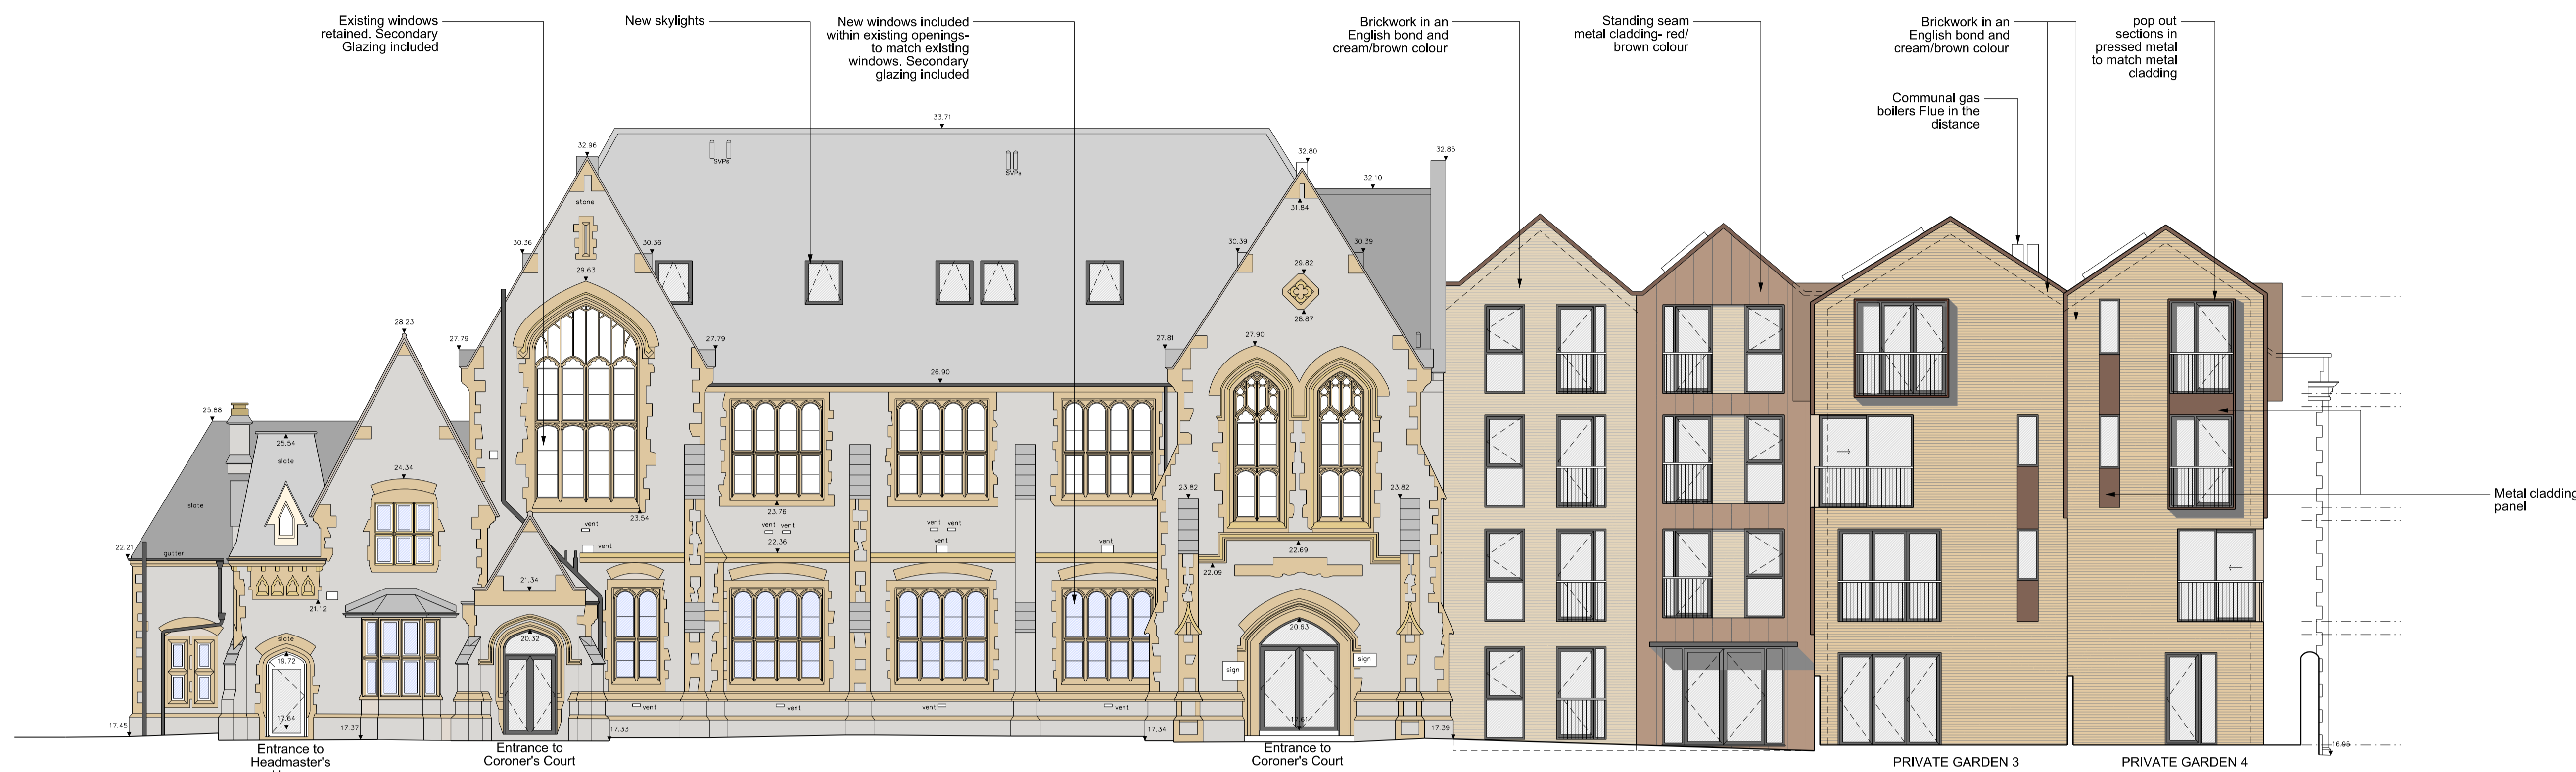 Existing windows
retained. Secondary
Glazing included
New skylights
New windows included
within existing openings-
to match existing
windows. Secondary
glazing included
Brickwork in an
English bond and
cream/brown colour
Standing seam
metal cladding- red/
brown colour
Brickwork in an
English bond and
cream/brown colour
pop out
sections in
pressed metal
to match metal
cladding
Communal gas
boilers Flue in the
distance
33.71
32.96
SVPs
SVPs
32.80
32.85
32.10
stone
31.84
30.36
30.36
30.39
30.39
29.63
29.82
28.87
28.23
27.79
27.79
27.81
27.90
26.90
25.88
25.54
slate
24.34
slate
23.54
23.76
23.82
23.82
vent
vent
vent
vent
vent
vent
vent
vent
22.36
22.69
22.09
22.21
gutter
21.34
21.12
20.32
20.63
slate
19.72
sign
sign
17.64
17.61
17.45
17.37
17.33
17.34
17.39
vent
vent
vent
vent
16.95
Metal cladding
panel
Entrance to
Headmaster's
Entrance to
Coroner's Court
Entrance to
Coroner's Court
PRIVATE GARDEN 3
PRIVATE GARDEN 4